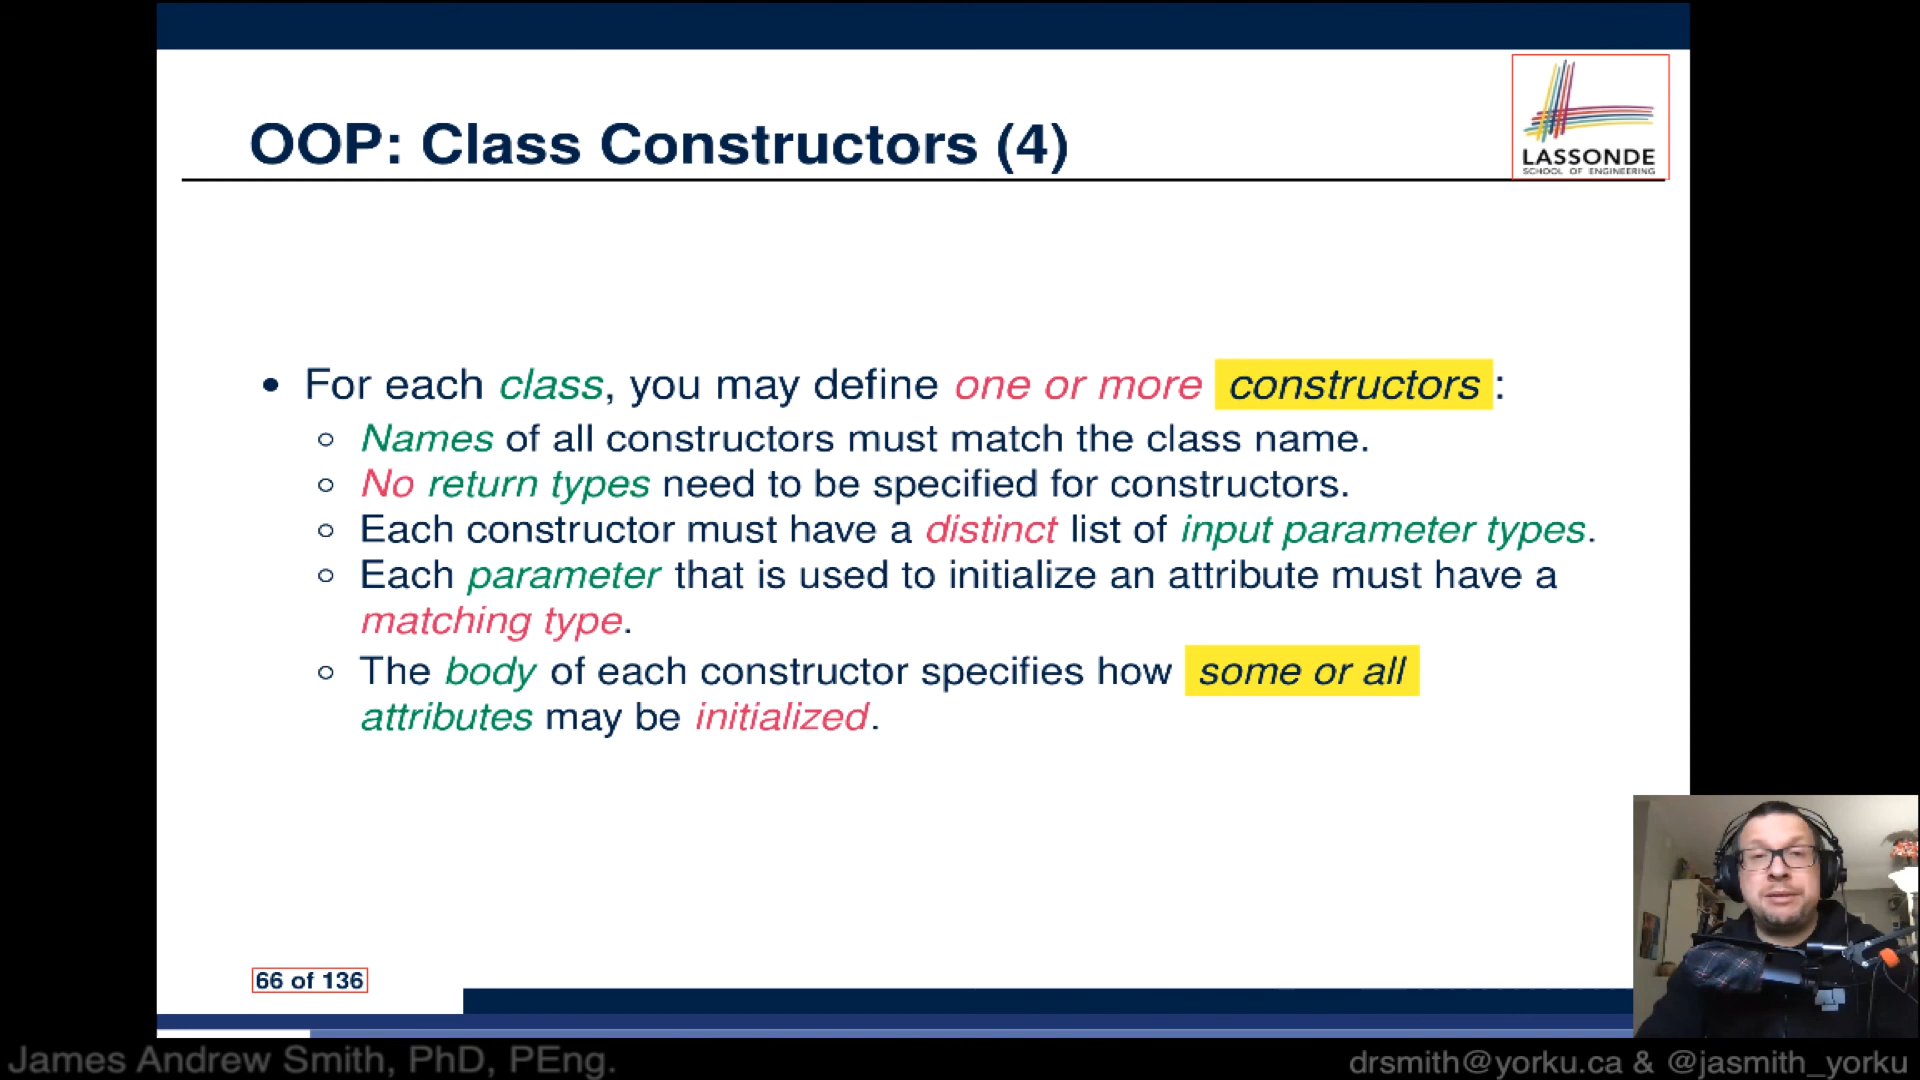 OOP: Class Constructors (4)
LASSONDE
SCHOOL OF ENGINEERING
• For each class, you may define one or more constructors :
○ Names of all constructors must match the class name.
○ No return types need to be specified for constructors.
○ Each constructor must have a distinct list of input parameter types.
○ Each parameter that is used to initialize an attribute must have a
matching type.
○ The body of each constructor specifies how some or all
attributes may be initialized.
66 of 136
James Andrew Smith, PhD, PEng.
drsmith@yorku.ca & @jasmith_yorku